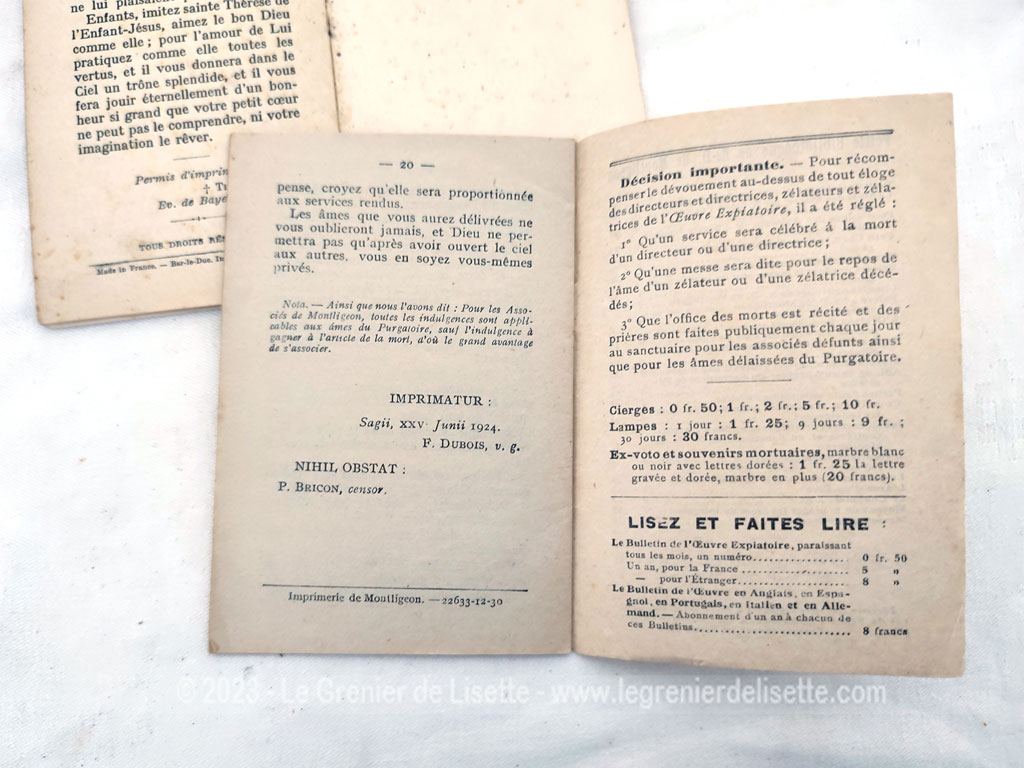 ne lui plaisaient
Enfants, imitez sainte Thérèse de
l'Enfant-Jésus, aimez le bon Dieu
comme elle ; pour l'amour de Lui
pratiquez comme elle toutes les
vertus, et il vous donnera dans le
Ciel un trône splendide, et il vous
fera jouir éternellement d'un bon-
heur si grand que votre petit cœur
ne peut pas le comprendre, ni votre
imagination le rêver.
Permis d'imprim
† Th
Ev. de Baye
TOUS DROITS RÉS
Made in France. — Bar-le-Duc. Im
— 20 —
pense, croyez qu'elle sera proportionnée
aux services rendus.
Les âmes que vous aurez délivrées ne
vous oublieront jamais, et Dieu ne per-
mettra pas qu'après avoir ouvert le ciel
aux autres, vous en soyez vous-mêmes
privés.
Nota. — Ainsi que nous l'avons dit : Pour les Asso-
ciés de Montligeon, toutes les indulgences sont appli-
cables aux âmes du Purgatoire, sauf l'indulgence à
gagner à l'article de la mort, d'où le grand avantage
de s'associer.
IMPRIMATUR :
Sagii, XXV Junii 1924.
F. DUBOIS, v. g.
NIHIL OBSTAT :
P. BRICON, censor.
Imprimerie de Montligeon. — 22633-12-30
Décision importante. — Pour récom-
penser le dévouement au-dessus de tout éloge
des directeurs et directrices, zélateurs et zéla-
trices de l'Œuvre Expiatoire, il a été réglé :
1° Qu'un service sera célébré à la mort
d'un directeur ou d'une directrice ;
2° Qu'une messe sera dite pour le repos de
l'âme d'un zélateur ou d'une zélatrice décé-
dés ;
3° Que l'office des morts est récité et des
prières sont faites publiquement chaque jour
au sanctuaire pour les associés défunts ainsi
que pour les âmes délaissées du Purgatoire.
Cierges : 0 fr. 50 ; 1 fr. ; 2 fr. ; 5 fr. ; 10 fr.
Lampes : 1 jour : 1 fr. 25 ; 9 jours : 9 fr. ;
30 jours : 30 francs.
Ex-voto et souvenirs mortuaires, marbre blanc
ou noir avec lettres dorées : 1 fr. 25 la lettre
gravée et dorée, marbre en plus (20 francs).
LISEZ ET FAITES LIRE :
Le Bulletin de l'Œuvre Expiatoire, paraissant
tous les mois, un numéro.................. 0 fr. 50
Un an, pour la France .................... 5 »
— pour l'Étranger.................... 8 »
Le Bulletin de l'Œuvre en Anglais, en Espa-
gnol, en Portugais, en Italien et en Alle-
mand. — Abonnement d'un an à chacun de
ces Bulletins............................ 8 francs
© 2023 - Le Grenier de Lisette - www.legrenierdelisette.com